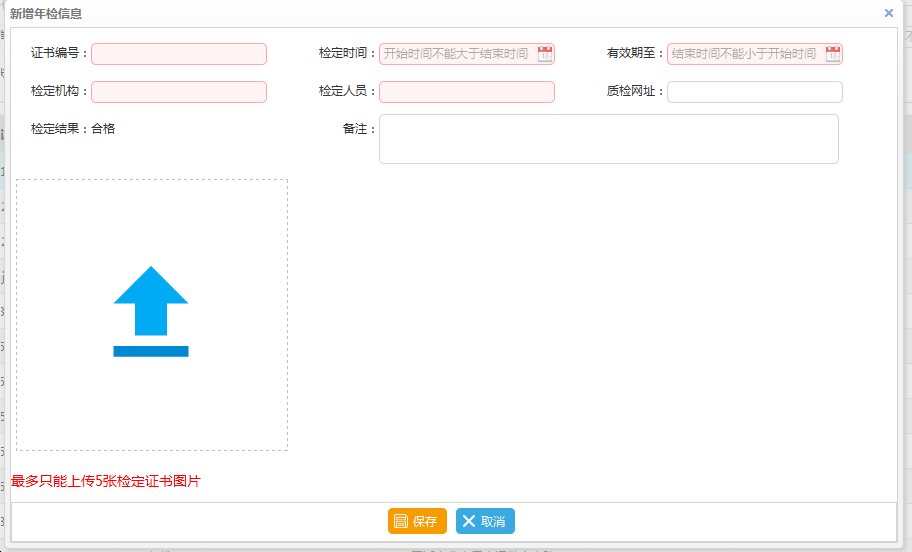 新增年检信息
证书编号： 检定时间：开始时间不能大于结束时间 有效期至：结束时间不能小于开始时间
检定机构： 检定人员： 质检网址：
检定结果：合格 备注：
最多只能上传5张检定证书图片
保存 取消